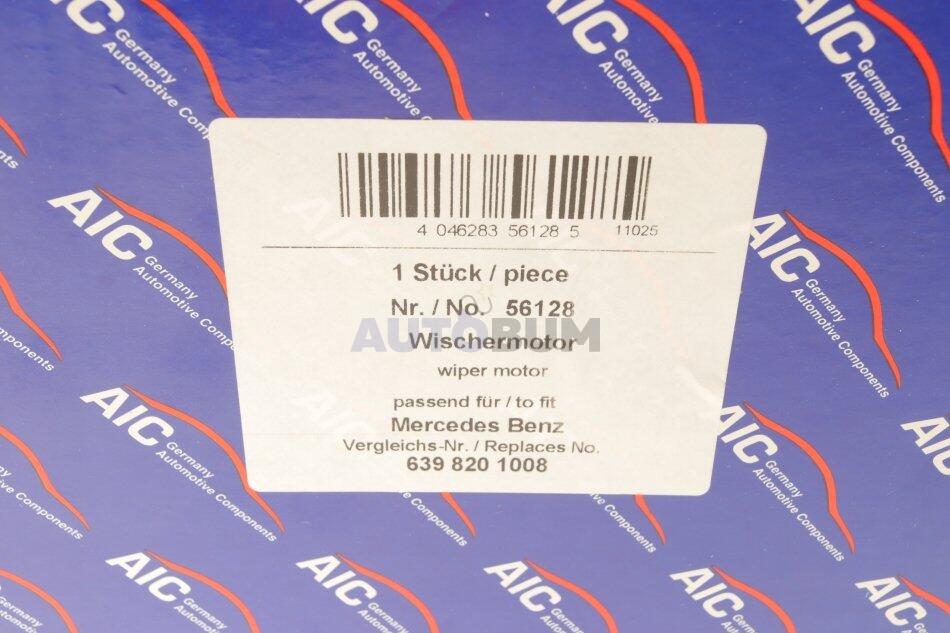 AIC
Germany
Automotive Components
4 046283 56128 5 11025
1 Stück / piece
Nr. / No. 56128
AUTOBUM
Wischermotor
wiper motor
passend für / to fit
Mercedes Benz
Vergleichs-Nr. / Replaces No.
639 820 1008